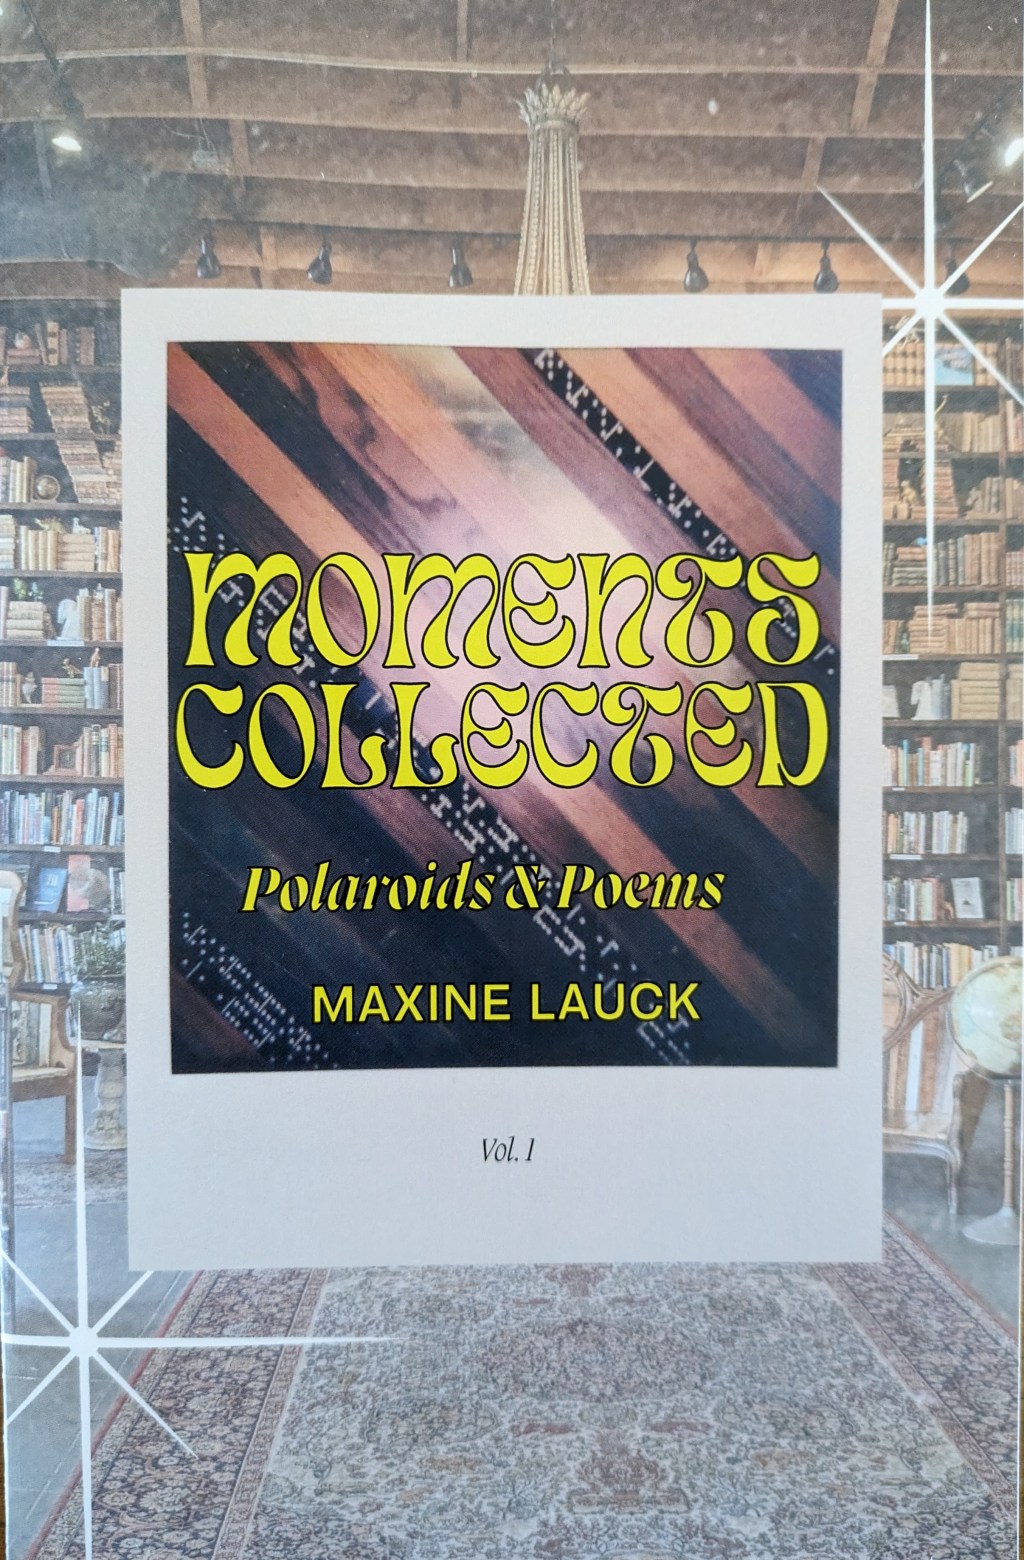 MOMENTS
COLLECTED
Polaroids & Poems
MAXINE LAUCK
Vol. 1